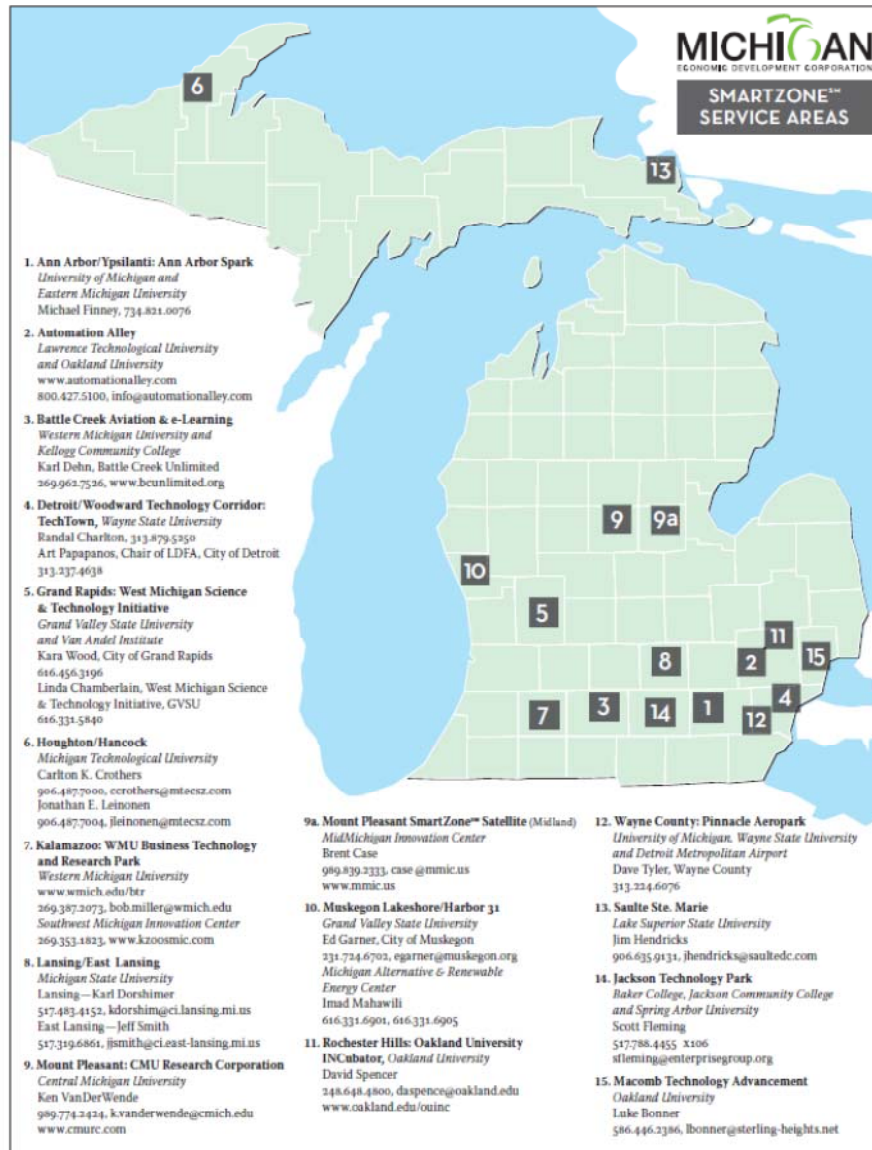 MICHIGAN
ECONOMIC DEVELOPMENT CORPORATION
SMARTZONE℠
SERVICE AREAS
6
13
9
9a
10
5
11
8
2
15
7
3
14
1
12
4
1. Ann Arbor/Ypsilanti: Ann Arbor Spark
University of Michigan and
Eastern Michigan University
Michael Finney, 734.821.0076
2. Automation Alley
Lawrence Technological University
and Oakland University
www.automationalley.com
800.427.5100, info@automationalley.com
3. Battle Creek Aviation & e-Learning
Western Michigan University and
Kellogg Community College
Karl Dehn, Battle Creek Unlimited
269.962.7526, www.bcunlimited.org
4. Detroit/Woodward Technology Corridor:
TechTown, Wayne State University
Randal Charlton, 313.879.5250
Art Papapanos, Chair of LDFA, City of Detroit
313.237.4638
5. Grand Rapids: West Michigan Science
& Technology Initiative
Grand Valley State University
and Van Andel Institute
Kara Wood, City of Grand Rapids
616.456.3196
Linda Chamberlain, West Michigan Science
& Technology Initiative, GVSU
616.331.5840
6. Houghton/Hancock
Michigan Technological University
Carlton K. Crothers
906.487.7000, ccrothers@mtecsz.com
Jonathan E. Leinonen
906.487.7004, jleinonen@mtecsz.com
7. Kalamazoo: WMU Business Technology
and Research Park
Western Michigan University
www.wmich.edu/btr
269.387.2073, bob.miller@wmich.edu
Southwest Michigan Innovation Center
269.353.1823, www.kzoosmic.com
8. Lansing/East Lansing
Michigan State University
Lansing—Karl Dorshimer
517.483.4152, kdorshim@ci.lansing.mi.us
East Lansing—Jeff Smith
517.319.6861, jjsmith@ci.east-lansing.mi.us
9. Mount Pleasant: CMU Research Corporation
Central Michigan University
Ken VanDerWende
989.774.2424, k.vanderwende@cmich.edu
www.cmurc.com
9a. Mount Pleasant SmartZone℠ Satellite (Midland)
MidMichigan Innovation Center
Brent Case
989.839.2333, case @mmic.us
www.mmic.us
10. Muskegon Lakeshore/Harbor 31
Grand Valley State University
Ed Garner, City of Muskegon
231.724.6702, egarner@muskegon.org
Michigan Alternative & Renewable
Energy Center
Imad Mahawili
616.331.6901, 616.331.6905
11. Rochester Hills: Oakland University
INCubator, Oakland University
David Spencer
248.648.4800, daspence@oakland.edu
www.oakland.edu/ouinc
12. Wayne County: Pinnacle Aeropark
University of Michigan, Wayne State University
and Detroit Metropolitan Airport
Dave Tyler, Wayne County
313.224.6076
13. Saulte Ste. Marie
Lake Superior State University
Jim Hendricks
906.635.9131, jhendricks@saultedc.com
14. Jackson Technology Park
Baker College, Jackson Community College
and Spring Arbor University
Scott Fleming
517.788.4455 x106
sfleming@enterprisegroup.org
15. Macomb Technology Advancement
Oakland University
Luke Bonner
586.446.2386, lbonner@sterling-heights.net